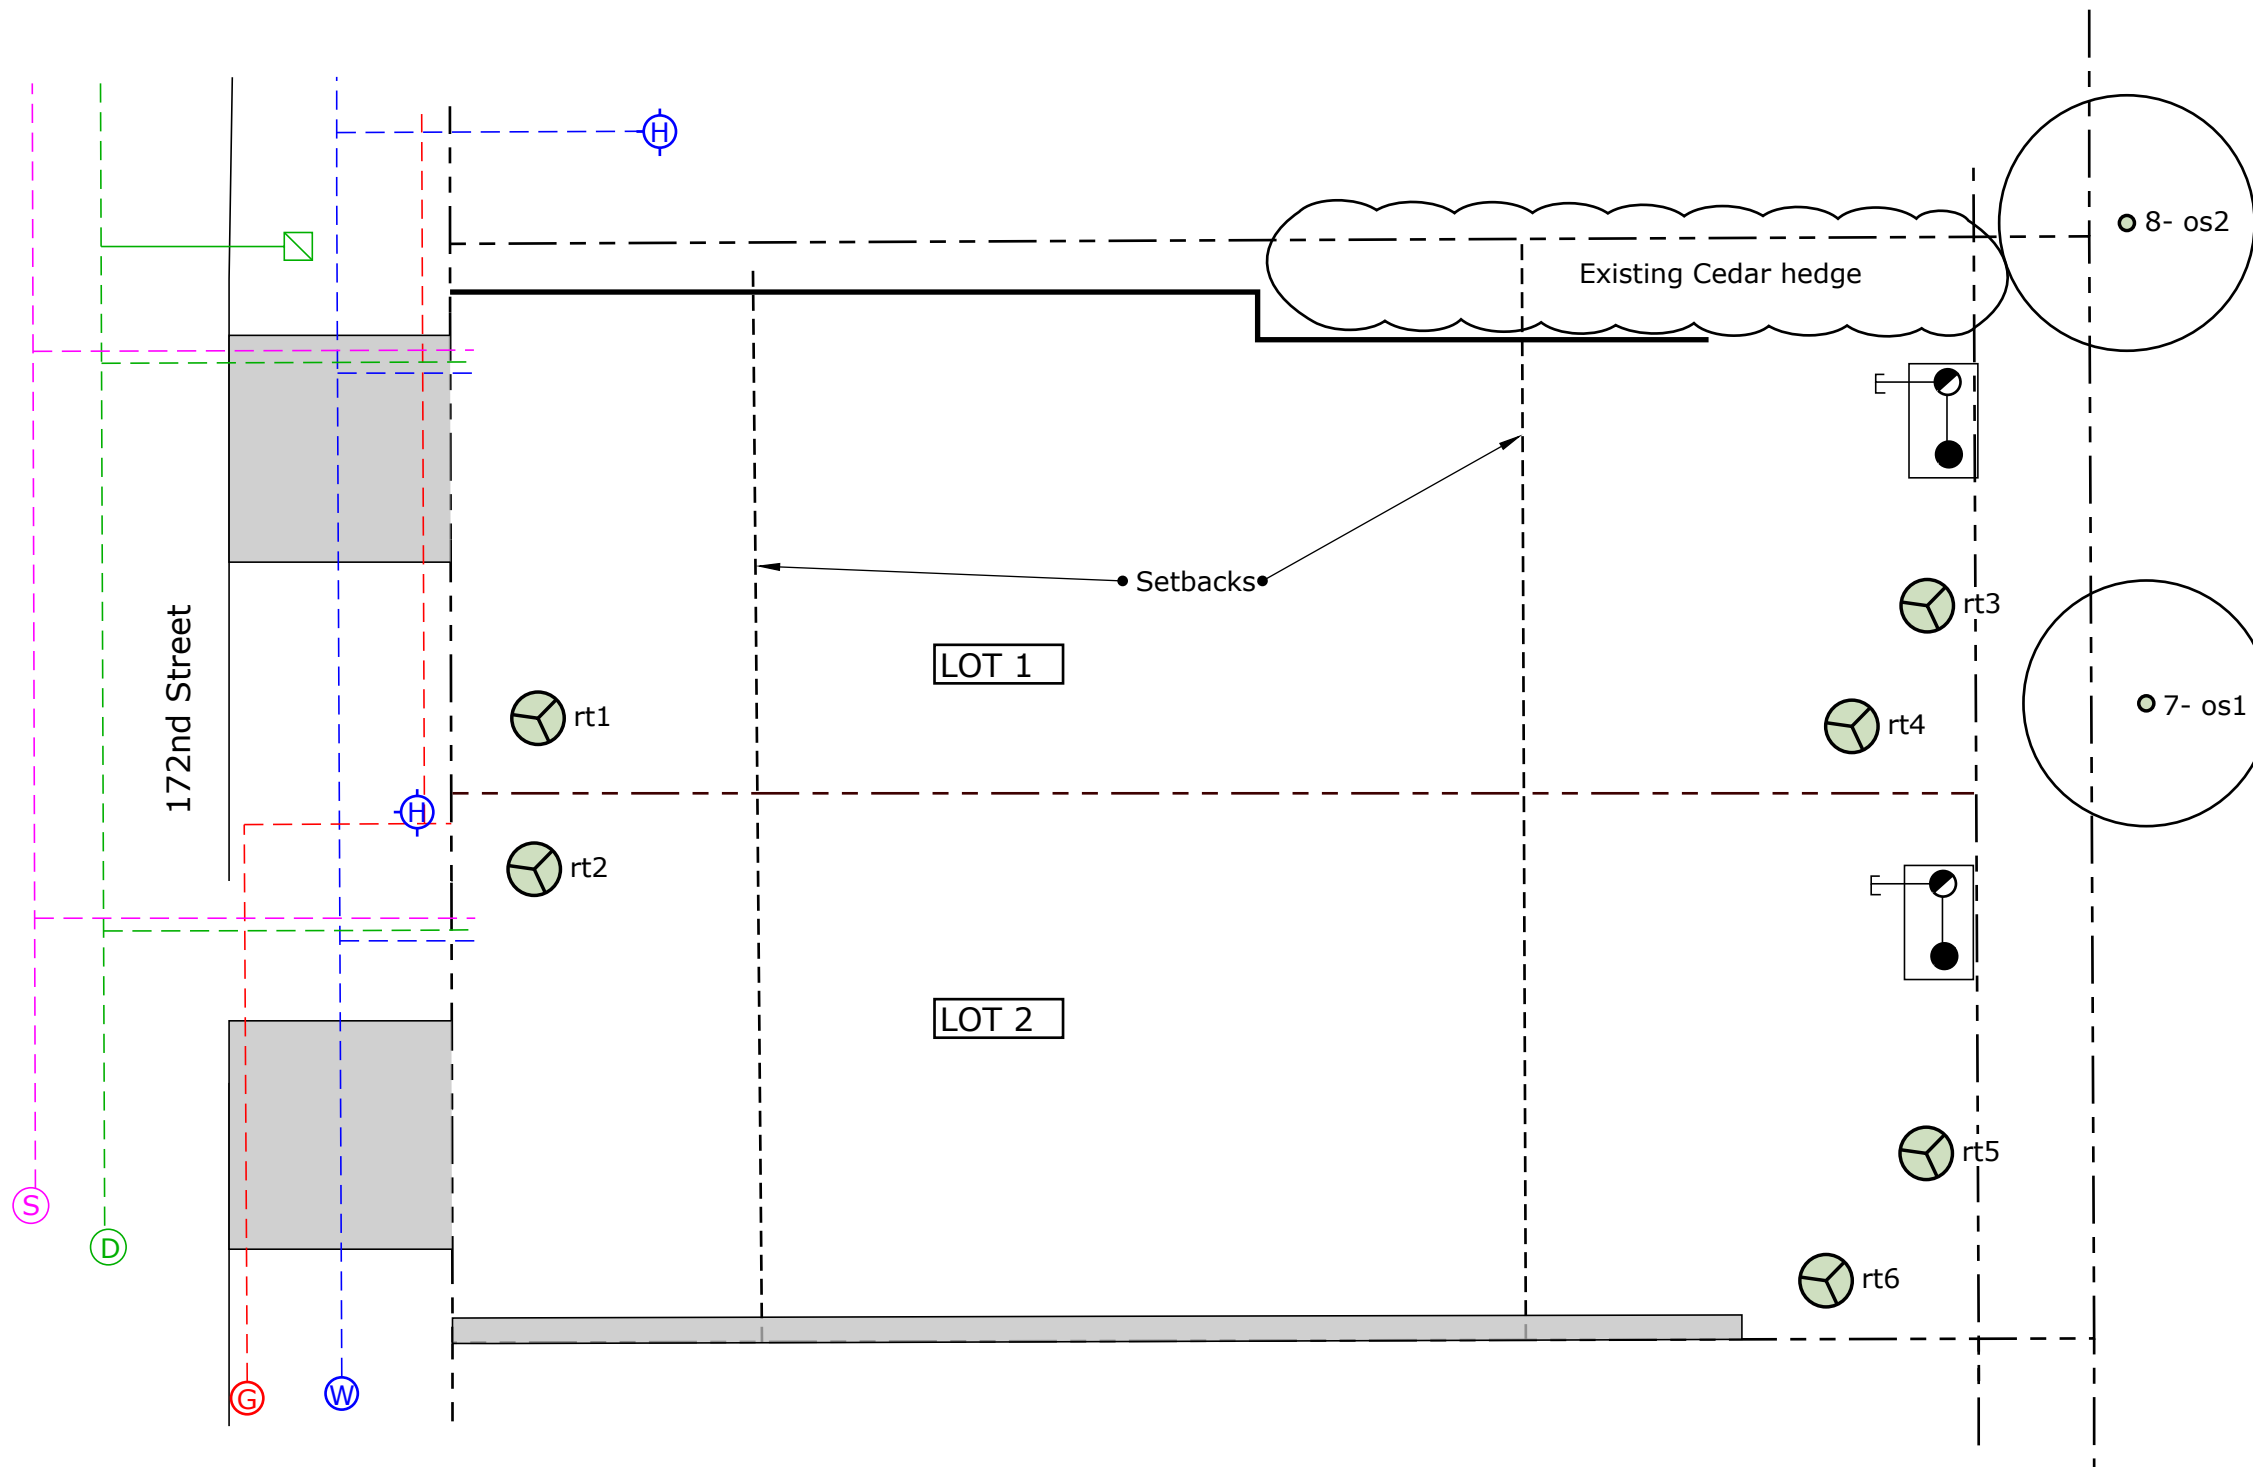 H
8- os2
Existing Cedar hedge
Setbacks
172nd Street
rt3
LOT 1
rt1
rt4
7- os1
H
rt2
LOT 2
rt5
S
D
rt6
G
W